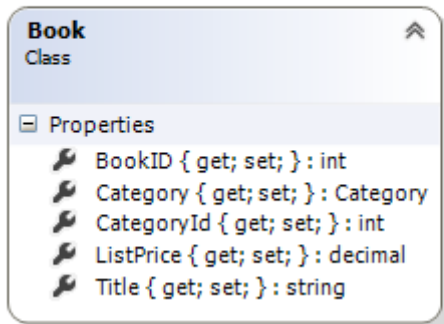 Book
Class
Properties
BookID { get; set; } : int
Category { get; set; } : Category
CategoryId { get; set; } : int
ListPrice { get; set; } : decimal
Title { get; set; } : string